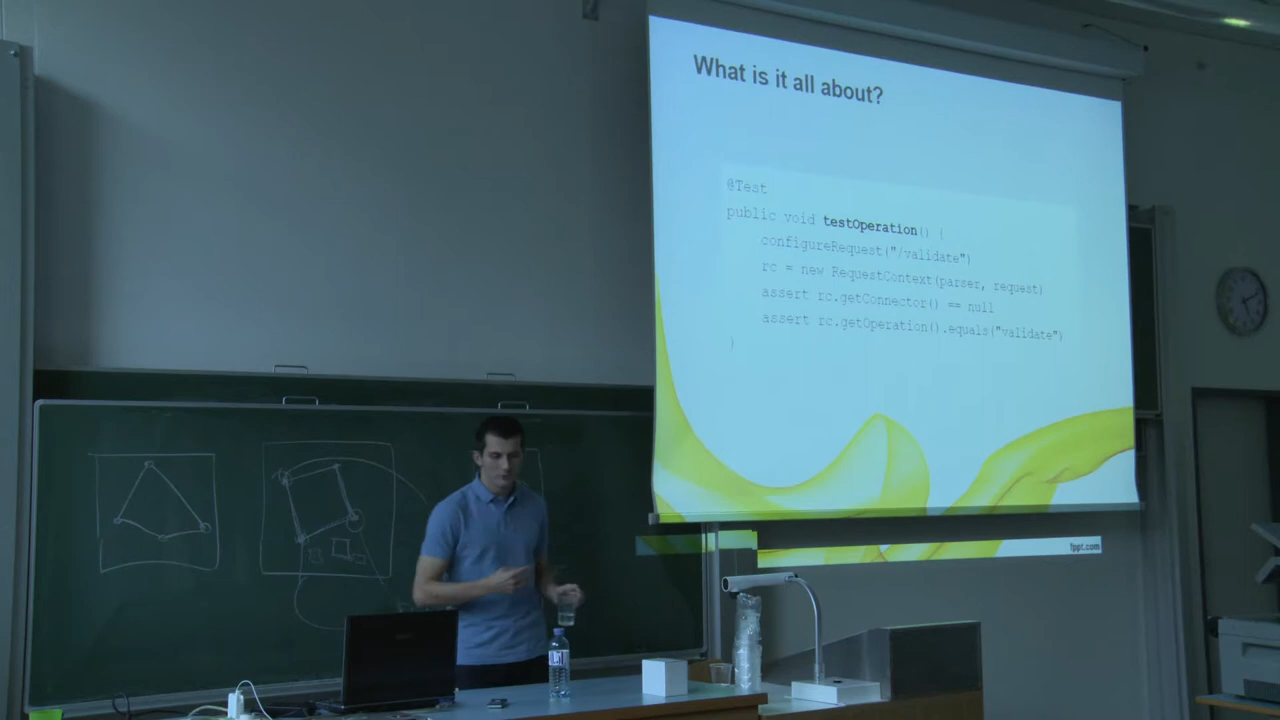 What is it all about?
@Test
public void testOperation() {
configureRequest("/validate")
rc = new RequestContext(parser, request)
assert rc.getConnector() == null
assert rc.getOperation().equals("validate")
}
fppt.com